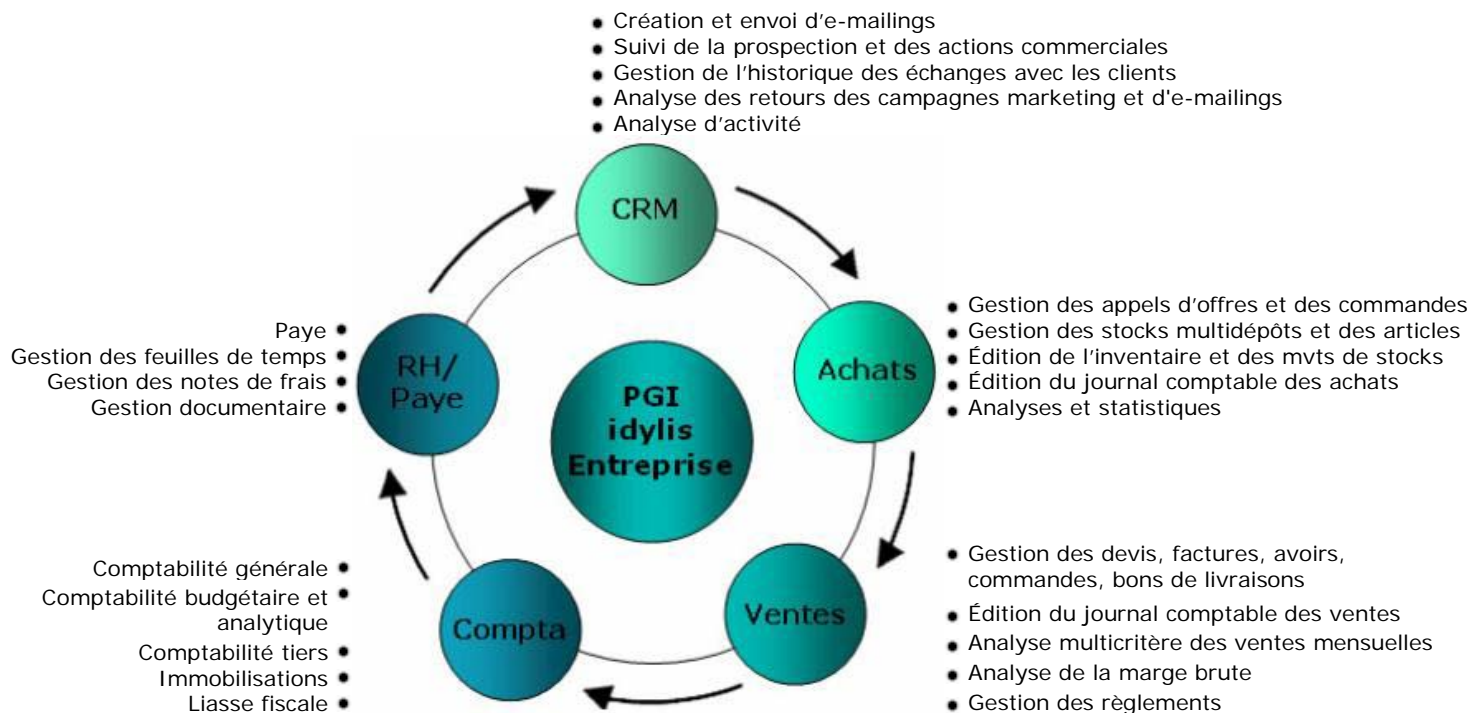 • Création et envoi d'e-mailings
• Suivi de la prospection et des actions commerciales
• Gestion de l'historique des échanges avec les clients
• Analyse des retours des campagnes marketing et d'e-mailings
• Analyse d'activité
CRM
Achats
• Gestion des appels d'offres et des commandes
• Gestion des stocks multidépôts et des articles
• Édition de l'inventaire et des mvts de stocks
• Édition du journal comptable des achats
• Analyses et statistiques
Ventes
• Gestion des devis, factures, avoirs,
commandes, bons de livraisons
• Édition du journal comptable des ventes
• Analyse multicritère des ventes mensuelles
• Analyse de la marge brute
• Gestion des règlements
Compta
Comptabilité générale •
Comptabilité budgétaire et •
analytique
Comptabilité tiers •
Immobilisations •
Liasse fiscale •
RH/
Paye
Paye •
Gestion des feuilles de temps •
Gestion des notes de frais •
Gestion documentaire •
PGI
idylis
Entreprise